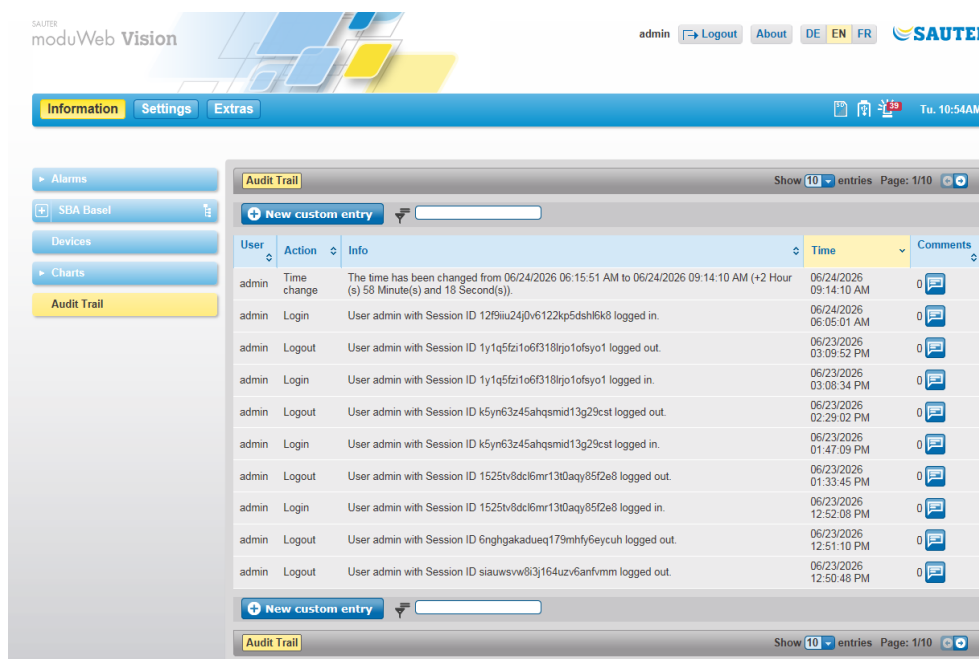 SAUTER
moduWeb Vision
admin Logout About DE EN FR SAUTER
Information Settings Extras 39 Tu. 10:54AM
Alarms
SBA Basel
Devices
Charts
Audit Trail
Audit Trail Show 10 entries Page: 1/10
New custom entry
User Action Info Time Comments
admin Time change The time has been changed from 06/24/2026 06:15:51 AM to 06/24/2026 09:14:10 AM (+2 Hour
(s) 58 Minute(s) and 18 Second(s)). 06/24/2026 09:14:10 AM 0
admin Login User admin with Session ID 12f9iiu24j0v6122kp5dshl6k8 logged in. 06/24/2026 06:05:01 AM 0
admin Logout User admin with Session ID 1y1q5fzi1o6f318lrjo1ofsyo1 logged out. 06/23/2026 03:09:52 PM 0
admin Login User admin with Session ID 1y1q5fzi1o6f318lrjo1ofsyo1 logged in. 06/23/2026 03:08:34 PM 0
admin Logout User admin with Session ID k5yn63z45ahqsmid13g29cst logged out. 06/23/2026 02:29:02 PM 0
admin Login User admin with Session ID k5yn63z45ahqsmid13g29cst logged in. 06/23/2026 01:47:09 PM 0
admin Logout User admin with Session ID 1525tv8dcl6mr13t0aqy85f2e8 logged out. 06/23/2026 01:33:45 PM 0
admin Login User admin with Session ID 1525tv8dcl6mr13t0aqy85f2e8 logged in. 06/23/2026 12:52:08 PM 0
admin Logout User admin with Session ID 6nghgakadueq179mhfy6eycuh logged out. 06/23/2026 12:51:10 PM 0
admin Logout User admin with Session ID siauwsvw8i3j164uzv6anfvmm logged out. 06/23/2026 12:50:48 PM 0
New custom entry
Audit Trail Show 10 entries Page: 1/10